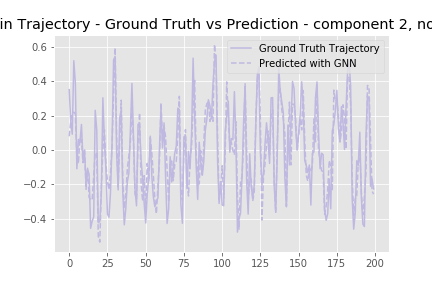 in Trajectory - Ground Truth vs Prediction - component 2, no
Ground Truth Trajectory
Predicted with GNN
0.6
0.4
0.2
0.0
−0.2
−0.4
0 25 50 75 100 125 150 175 200